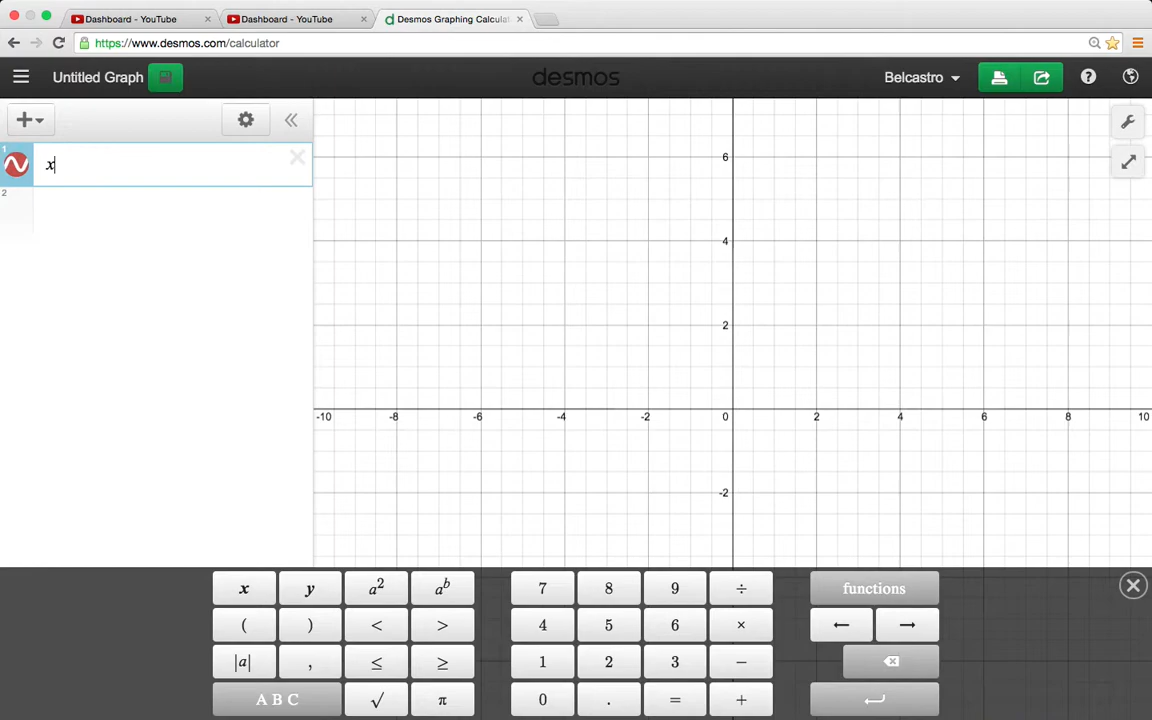 Dashboard - YouTube
Dashboard - YouTube
Desmos Graphing Calculat
https://www.desmos.com/calculator
Untitled Graph
desmos
Belcastro
?
1
x
2
6
4
2
-10 -8 -6 -4 -2 0 2 4 6 8 10
-2
x y a² aᵇ 7 8 9 ÷ functions
( ) < > 4 5 6 × ← →
|a| , ≤ ≥ 1 2 3 −
A B C √ π 0 . = +